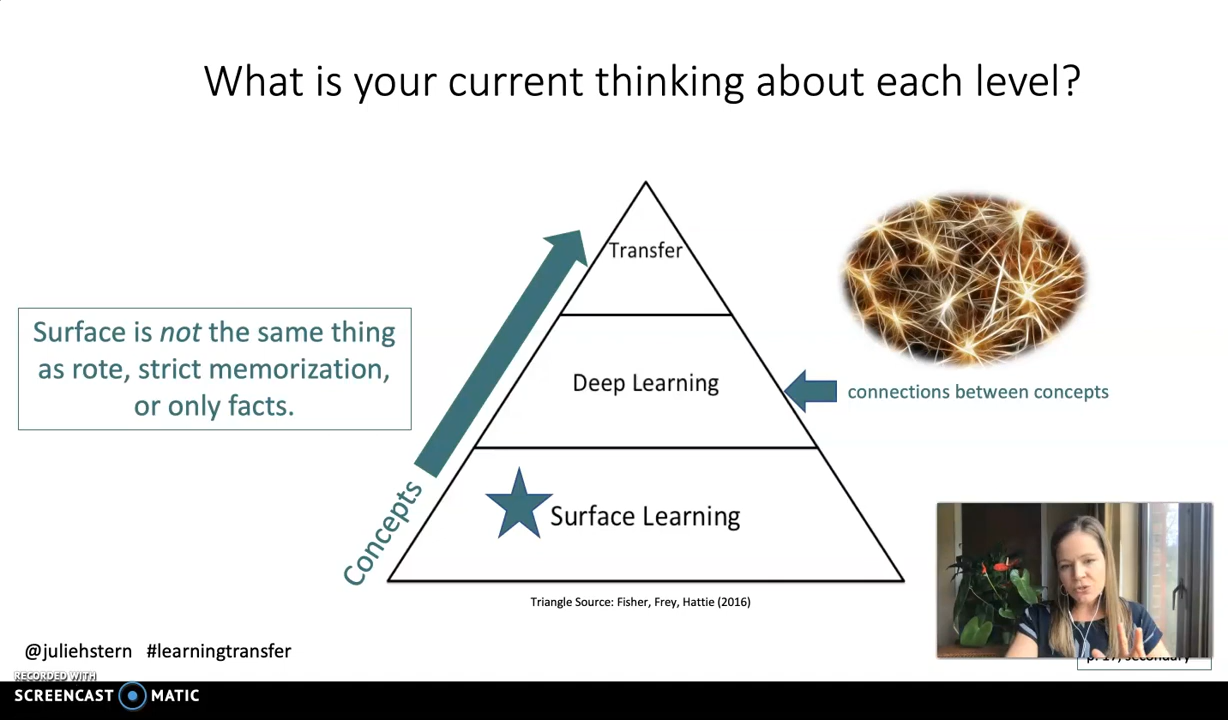 What is your current thinking about each level?
Transfer
Surface is not the same thing
as rote, strict memorization,
or only facts.
Deep Learning
connections between concepts
Concepts
Surface Learning
Triangle Source: Fisher, Frey, Hattie (2016)
@juliehstern #learningtransfer
p. 17, secondary
RECORDED WITH
SCREENCAST MATIC